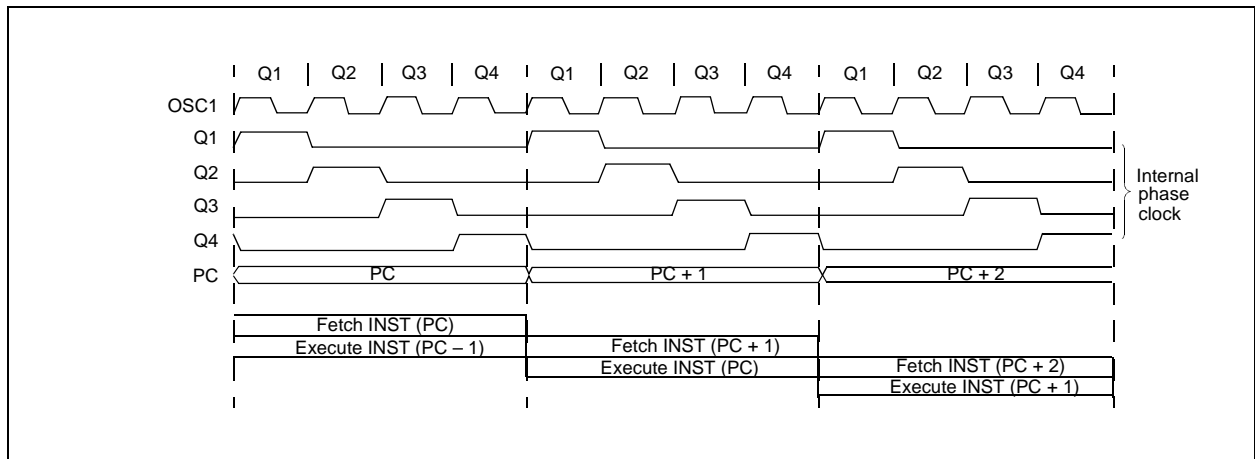 Q1 Q2 Q3 Q4 Q1 Q2 Q3 Q4 Q1 Q2 Q3 Q4
OSC1
Q1
Q2
Q3
Q4
Internal
phase
clock
PC PC PC + 1 PC + 2
Fetch INST (PC)
Execute INST (PC – 1) Fetch INST (PC + 1)
Execute INST (PC) Fetch INST (PC + 2)
Execute INST (PC + 1)